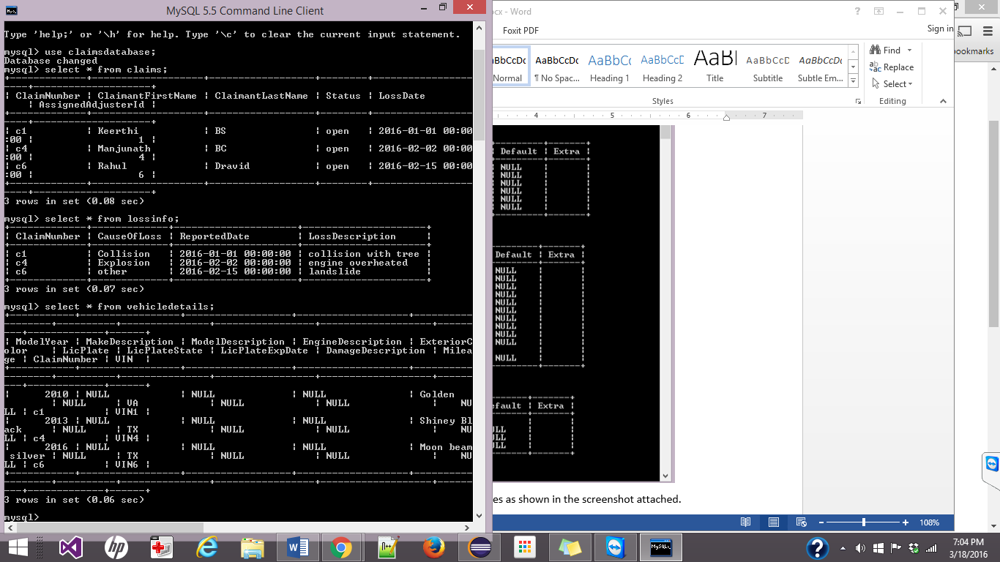 MySQL 5.5 Command Line Client
Type 'help;' or '\h' for help. Type '\c' to clear the current input statement.
mysql> use claimsdatabase;
Database changed
mysql> select * from claims;
+-------------+-------------------+------------------+--------+----------------
| ClaimNumber | ClaimantFirstName | ClaimantLastName | Status | LossDate
    | AssignedAdjusterId |
| c1          | Keerthi           | BS               | open   | 2016-01-01 00:00
:00 |                  1 |
| c4          | Manjunath         | BC               | open   | 2016-02-02 00:00
:00 |                  4 |
| c6          | Rahul             | Dravid           | open   | 2016-02-15 00:00
:00 |                  6 |
3 rows in set (0.08 sec)
mysql> select * from lossinfo;
| ClaimNumber | CauseOfLoss | ReportedDate        | LossDescription     |
| c1          | Collision   | 2016-01-01 00:00:00 | collision with tree |
| c4          | Explosion   | 2016-02-02 00:00:00 | engine overheated   |
| c6          | other       | 2016-02-15 00:00:00 | landslide           |
3 rows in set (0.07 sec)
mysql> select * from vehicledetails;
| ModelYear | MakeDescription | ModelDescription | EngineDescription | ExteriorC
olor    | LicPlate | LicPlateState | LicPlateExpDate | DamageDescription | Milea
ge | ClaimNumber | VIN  |
|      2010 | NULL            | NULL             | NULL              | Golden
        | NULL     | VA            | NULL            | NULL              |    NU
LL | c1          | VIN1 |
|      2013 | NULL            | NULL             | NULL              | Shiney Bl
ack     | NULL     | TX            | NULL            | NULL              |    NU
LL | c4          | VIN4 |
|      2016 | NULL            | NULL             | NULL              | Moon beam
 silver | NULL     | TX            | NULL            | NULL              |    NU
LL | c6          | VIN6 |
3 rows in set (0.06 sec)
mysql>
ocx - Word
Foxit PDF
Sign in
AaBbCcDc AaBbCcDc AaBbCc AaBbCcD AaBl AaBbCcD AaBbCcDc
Normal ¶ No Spac... Heading 1 Heading 2 Title Subtitle Subtle Em...
Styles
Find
Replace
Select
Editing
ookmarks
4 5 6 7
| Default | Extra |
| NULL    |       |
| NULL    |       |
| NULL    |       |
| NULL    |       |
| NULL    |       |
| NULL    |       |
Default | Extra |
NULL    |       |
NULL    |       |
NULL    |       |
NULL    |       |
NULL    |       |
NULL    |       |
NULL    |       |
NULL    |       |
NULL    |       |
NULL    |       |
NULL    |       |
efault | Extra |
ULL    |       |
ULL    |       |
ULL    |       |
es as shown in the screenshot attached.
108%
7:04 PM
3/18/2016